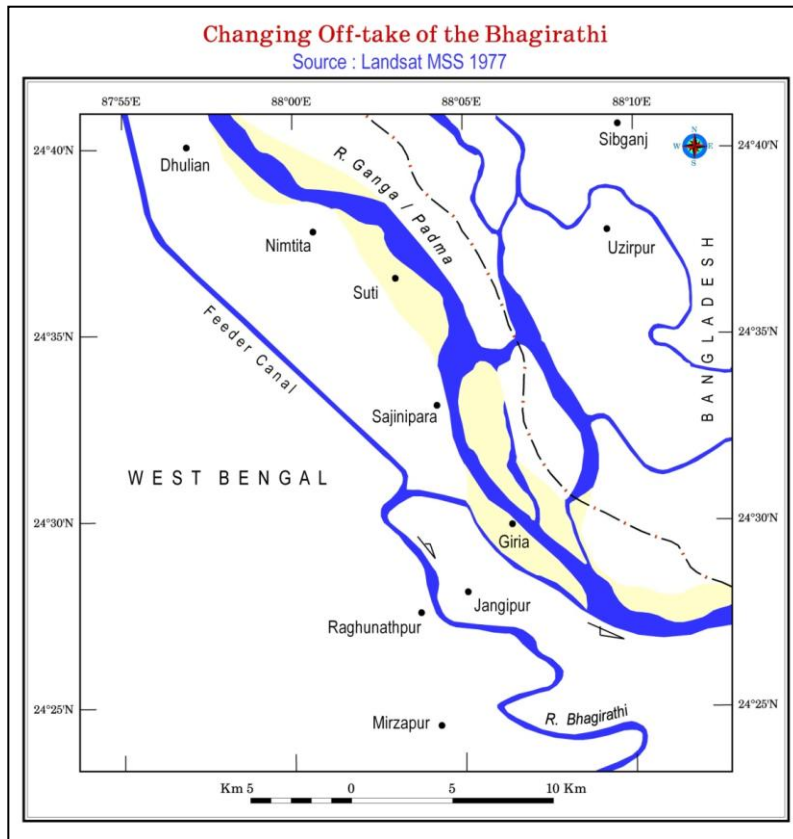 Changing Off-take of the Bhagirathi
Source : Landsat MSS 1977
87°55'E 88°00'E 88°05'E 88°10'E
N
W E
S
24°40'N 24°40'N
Sibganj
Dhulian
R. Ganga / Padma
Nimtita
Uzirpur
Suti
BANGLADESH
24°35'N 24°35'N
Feeder Canal
Sajinipara
WEST BENGAL
24°30'N 24°30'N
Giria
Jangipur
Raghunathpur
24°25'N 24°25'N
Mirzapur
R. Bhagirathi
Km 5 0 5 10 Km